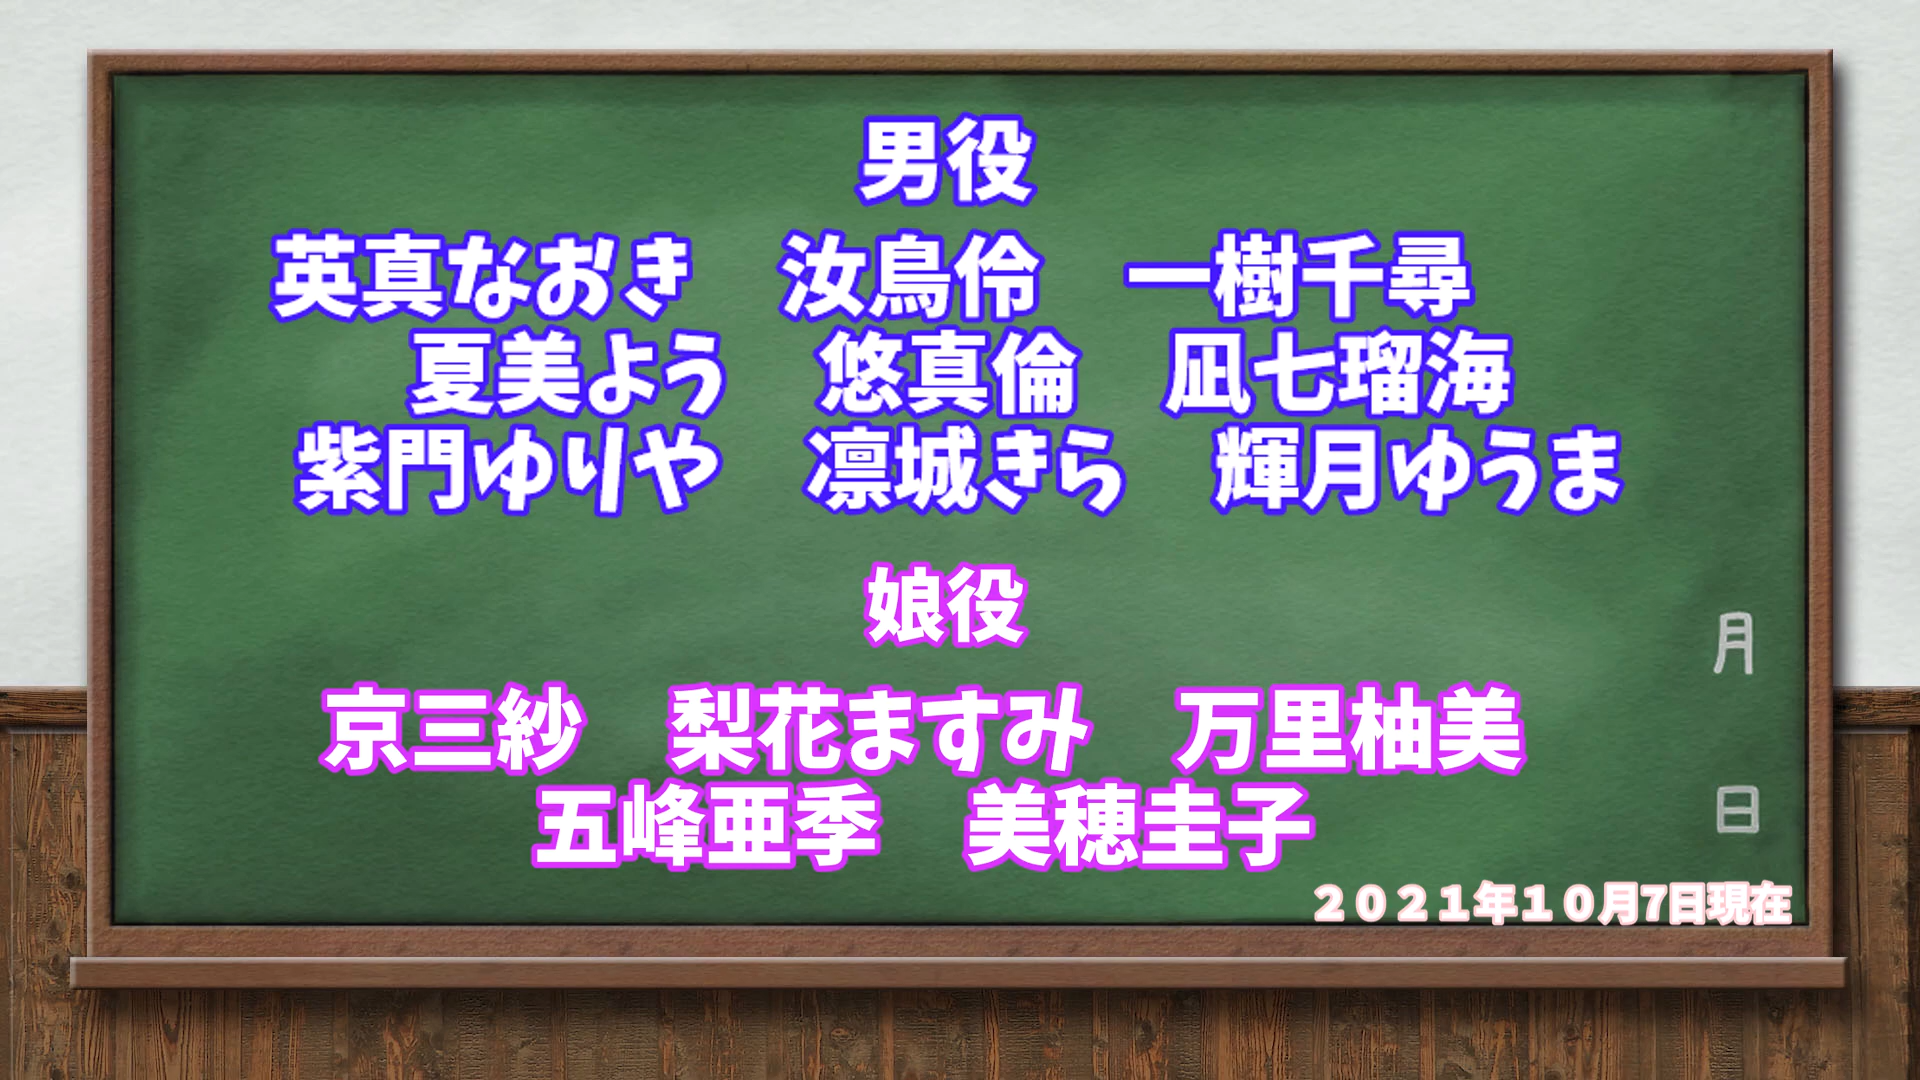 男役
英真なおき　汝鳥伶　一樹千尋
夏美よう　悠真倫　凪七瑠海
紫門ゆりや　凛城きら　輝月ゆうま
娘役
京三紗　梨花ますみ　万里柚美
五峰亜季　美穂圭子
月
日
２０２１年１０月7日現在